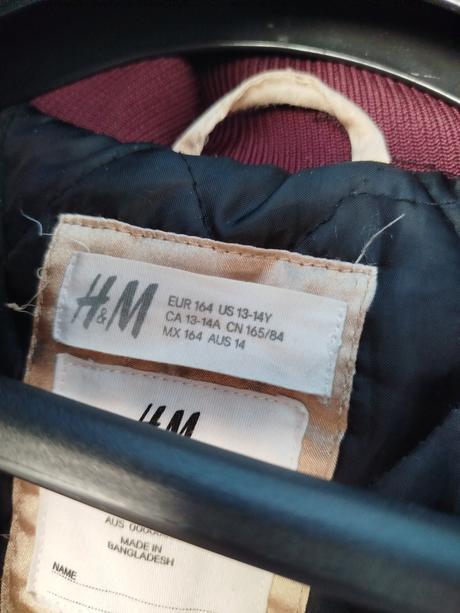 H&M
EUR 164 US 13-14Y
CA 13-14A CN 165/84
MX 164 AUS 14
H&M
MADE IN
BANGLADESH
NAME